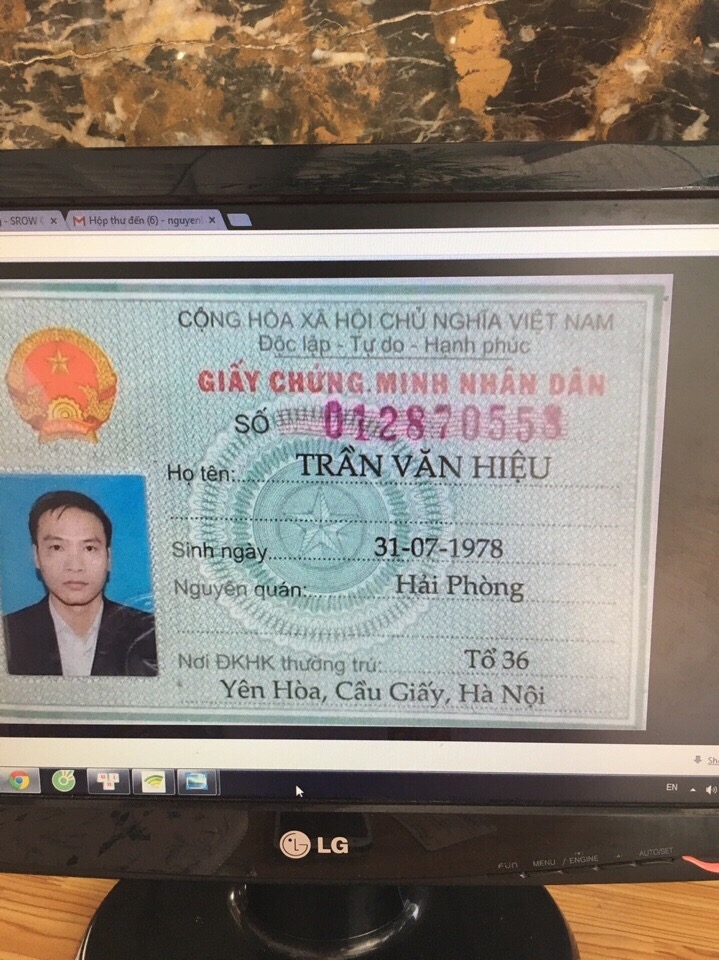 - SROW
Hộp thư đến (6) - nguyen
CỘNG HÒA XÃ HỘI CHỦ NGHĨA VIỆT NAM
Độc lập - Tự do - Hạnh phúc
GIẤY CHỨNG MINH NHÂN DÂN
SỐ 012870553
Họ tên: TRẦN VĂN HIỆU
Sinh ngày 31-07-1978
Nguyên quán: Hải Phòng
Nơi ĐKHK thường trú: Tổ 36
Yên Hòa, Cầu Giấy, Hà Nội
EN
LG
FUN MENU / ENGINE AUTO/SET